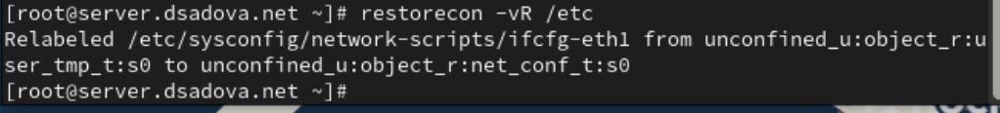 [root@server.dsadova.net ~]# restorecon -vR /etc
Relabeled /etc/sysconfig/network-scripts/ifcfg-eth1 from unconfined_u:object_r:u
ser_tmp_t:s0 to unconfined_u:object_r:net_conf_t:s0
[root@server.dsadova.net ~]#